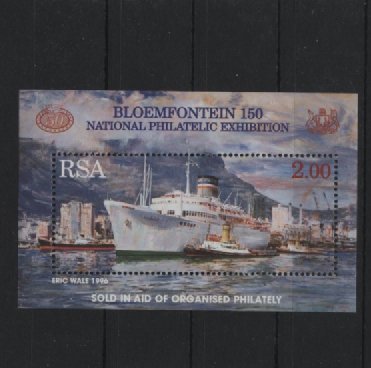 BLOEMFONTEIN 150
NATIONAL PHILATELIC EXHIBITION
RSA
2.00
ERIC WALE 1996
SOLD IN AID OF ORGANISED PHILATELY